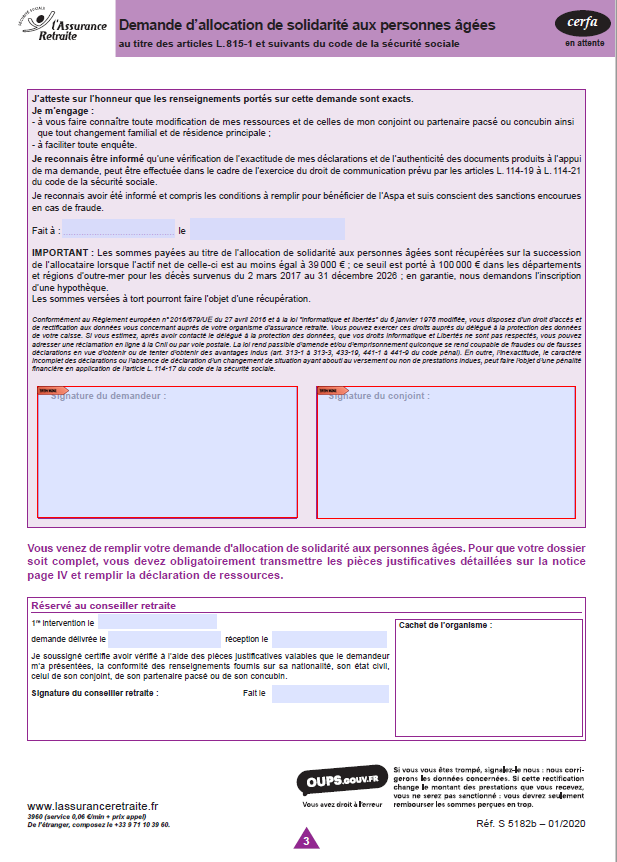 SÉCURITÉ SOCIALE
l'Assurance
Retraite
Demande d'allocation de solidarité aux personnes âgées
au titre des articles L. 815-1 et suivants du code de la sécurité sociale
cerfa
en attente
J'atteste sur l'honneur que les renseignements portés sur cette demande sont exacts.
Je m'engage :
- à vous faire connaître toute modification de mes ressources et de celles de mon conjoint ou partenaire pacsé ou concubin ainsi
que tout changement familial et de résidence principale ;
- à faciliter toute enquête.
Je reconnais être informé qu'une vérification de l'exactitude de mes déclarations et de l'authenticité des documents produits à l'appui
de ma demande, peut être effectuée dans le cadre de l'exercice du droit de communication prévu par les articles L. 114-19 à L. 114-21
du code de la sécurité sociale.
Je reconnais avoir été informé et compris les conditions à remplir pour bénéficier de l'Aspa et suis conscient des sanctions encourues
en cas de fraude.
Fait à : le
IMPORTANT : Les sommes payées au titre de l'allocation de solidarité aux personnes âgées sont récupérées sur la succession
de l'allocataire lorsque l'actif net de celle-ci est au moins égal à 39 000 € ; ce seuil est porté à 100 000 € dans les départements
et régions d'outre-mer pour les décès survenus du 2 mars 2017 au 31 décembre 2026 ; en garantie, nous demandons l'inscription
d'une hypothèque.
Les sommes versées à tort pourront faire l'objet d'une récupération.
Conformément au Règlement européen n°2016/679/UE du 27 avril 2016 et à la loi "Informatique et libertés" du 6 janvier 1978 modifiée, vous disposez d'un droit d'accès et
de rectification aux données vous concernant auprès de votre organisme d'assurance retraite. Vous pouvez exercer ces droits auprès du délégué à la protection des données
de votre caisse. Si vous estimez, après avoir contacté le délégué à la protection des données, que vos droits Informatique et Libertés ne sont pas respectés, vous pouvez
adresser une réclamation en ligne à la Cnil ou par voie postale. La loi rend passible d'amende et/ou d'emprisonnement quiconque se rend coupable de fraudes ou de fausses
déclarations en vue d'obtenir ou de tenter d'obtenir des avantages indus (art. 313-1 à 313-3, 433-19, 441-1 à 441-9 du code pénal). En outre, l'inexactitude, le caractère
incomplet des déclarations ou l'absence de déclaration d'un changement de situation ayant abouti au versement ou non de prestations indues, peut faire l'objet d'une pénalité
financière en application de l'article L. 114-17 du code de la sécurité sociale.
Signature du demandeur : Signature du conjoint :
Vous venez de remplir votre demande d'allocation de solidarité aux personnes âgées. Pour que votre dossier
soit complet, vous devez obligatoirement transmettre les pièces justificatives détaillées sur la notice
page IV et remplir la déclaration de ressources.
Réservé au conseiller retraite
1re intervention le
demande délivrée le réception le
Je soussigné certifie avoir vérifié à l'aide des pièces justificatives valables que le demandeur
m'a présentées, la conformité des renseignements fournis sur sa nationalité, son état civil,
celui de son conjoint, de son partenaire pacsé ou de son concubin.
Signature du conseiller retraite : Fait le
Cachet de l'organisme :
OUPS.GOUV.FR
Vous avez droit à l'erreur
Si vous vous êtes trompé, signalez-le nous : nous corri-
gerons les données concernées. Si cette rectification
change le montant des prestations que vous recevez,
vous ne serez pas sanctionné : vous devrez seulement
rembourser les sommes perçues en trop.
www.lassuranceretraite.fr
3960 (service 0,06 €/min + prix appel)
De l'étranger, composez le +33 9 71 10 39 60.
Réf. S 5182b – 01/2020
3